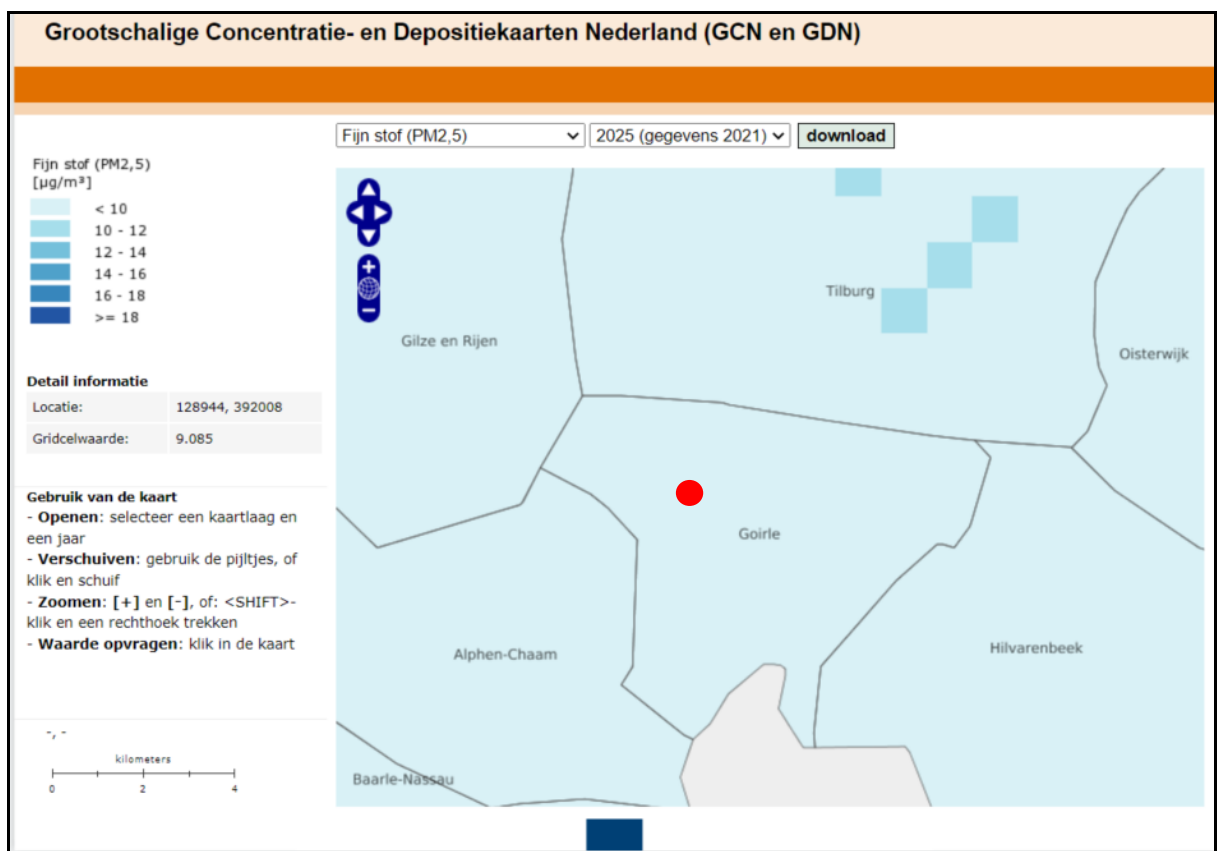 Grootschalige Concentratie- en Depositiekaarten Nederland (GCN en GDN)
Fijn stof (PM2,5) 2025 (gegevens 2021) download
Fijn stof (PM2,5)
[µg/m³]
< 10
10 - 12
12 - 14
14 - 16
16 - 18
>= 18
Detail informatie
Locatie: 128944, 392008
Gridcelwaarde: 9.085
Gebruik van de kaart
- Openen: selecteer een kaartlaag en
een jaar
- Verschuiven: gebruik de pijltjes, of
klik en schuif
- Zoomen: [+] en [-], of: <SHIFT>-
klik en een rechthoek trekken
- Waarde opvragen: klik in de kaart
-, -
kilometers
0 2 4
Tilburg
Gilze en Rijen
Oisterwijk
Goirle
Alphen-Chaam
Hilvarenbeek
Baarle-Nassau